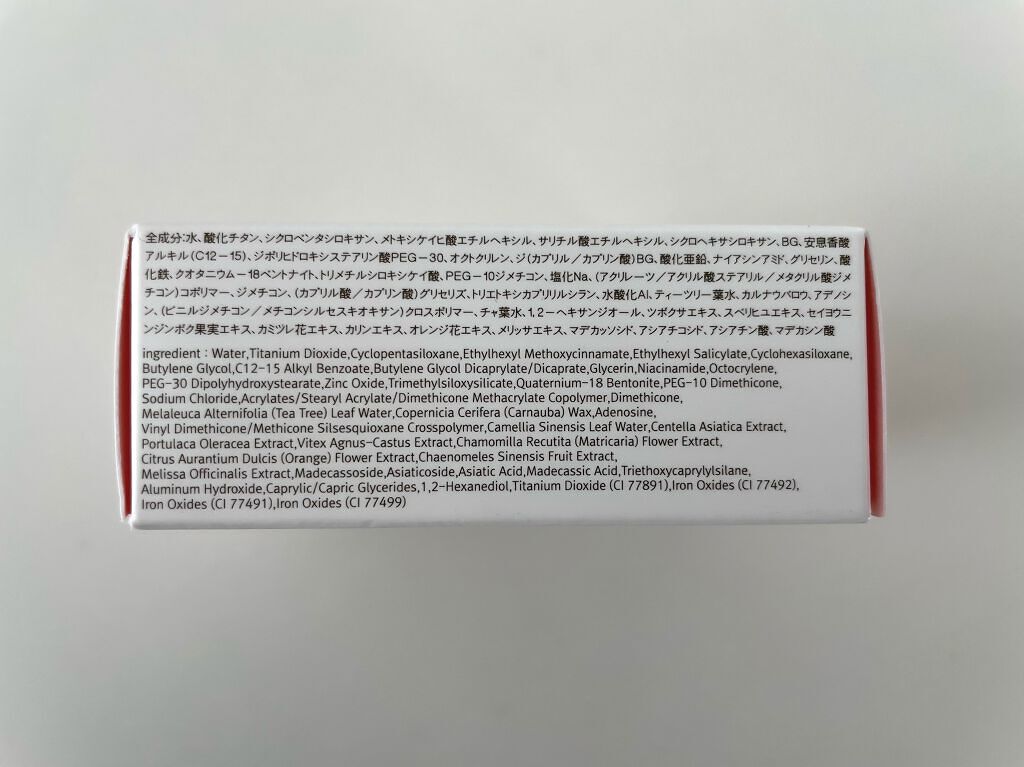 全成分:水、酸化チタン、シクロペンタシロキサン、メトキシケイヒ酸エチルヘキシル、サリチル酸エチルヘキシル、シクロヘキサシロキサン、BG、安息香酸
アルキル(C12-15)、ジポリヒドロキシステアリン酸PEG-30、オクトクリレン、ジ(カプリル/カプリン酸)BG、酸化亜鉛、ナイアシンアミド、グリセリン、酸
化鉄、クオタニウム-18ベントナイト、トリメチルシロキシケイ酸、PEG-10ジメチコン、塩化Na、(アクリレーツ/アクリル酸ステアリル/メタクリル酸ジメ
チコン)コポリマー、ジメチコン、(カプリル酸/カプリン酸)グリセリズ、トリエトキシカプリリルシラン、水酸化Al、ティーツリー葉水、カルナウバロウ、アデノシ
ン、(ビニルジメチコン/メチコンシルセスキオキサン)クロスポリマー、チャ葉水、1,2-ヘキサンジオール、ツボクサエキス、スベリヒユエキス、セイヨウニ
ンジンボク果実エキス、カミツレ花エキス、カリンエキス、オレンジ花エキス、メリッサエキス、マデカッソシド、アシアチコシド、アシアチン酸、マデカシン酸
ingredient : Water,Titanium Dioxide,Cyclopentasiloxane,Ethylhexyl Methoxycinnamate,Ethylhexyl Salicylate,Cyclohexasiloxane,
Butylene Glycol,C12-15 Alkyl Benzoate,Butylene Glycol Dicaprylate/Dicaprate,Glycerin,Niacinamide,Octocrylene,
PEG-30 Dipolyhydroxystearate,Zinc Oxide,Trimethylsiloxysilicate,Quaternium-18 Bentonite,PEG-10 Dimethicone,
Sodium Chloride,Acrylates/Stearyl Acrylate/Dimethicone Methacrylate Copolymer,Dimethicone,
Melaleuca Alternifolia (Tea Tree) Leaf Water,Copernicia Cerifera (Carnauba) Wax,Adenosine,
Vinyl Dimethicone/Methicone Silsesquioxane Crosspolymer,Camellia Sinensis Leaf Water,Centella Asiatica Extract,
Portulaca Oleracea Extract,Vitex Agnus-Castus Extract,Chamomilla Recutita (Matricaria) Flower Extract,
Citrus Aurantium Dulcis (Orange) Flower Extract,Chaenomeles Sinensis Fruit Extract,
Melissa Officinalis Extract,Madecassoside,Asiaticoside,Asiatic Acid,Madecassic Acid,Triethoxycaprylylsilane,
Aluminum Hydroxide,Caprylic/Capric Glycerides,1,2-Hexanediol,Titanium Dioxide (CI 77891),Iron Oxides (CI 77492),
Iron Oxides (CI 77491),Iron Oxides (CI 77499)